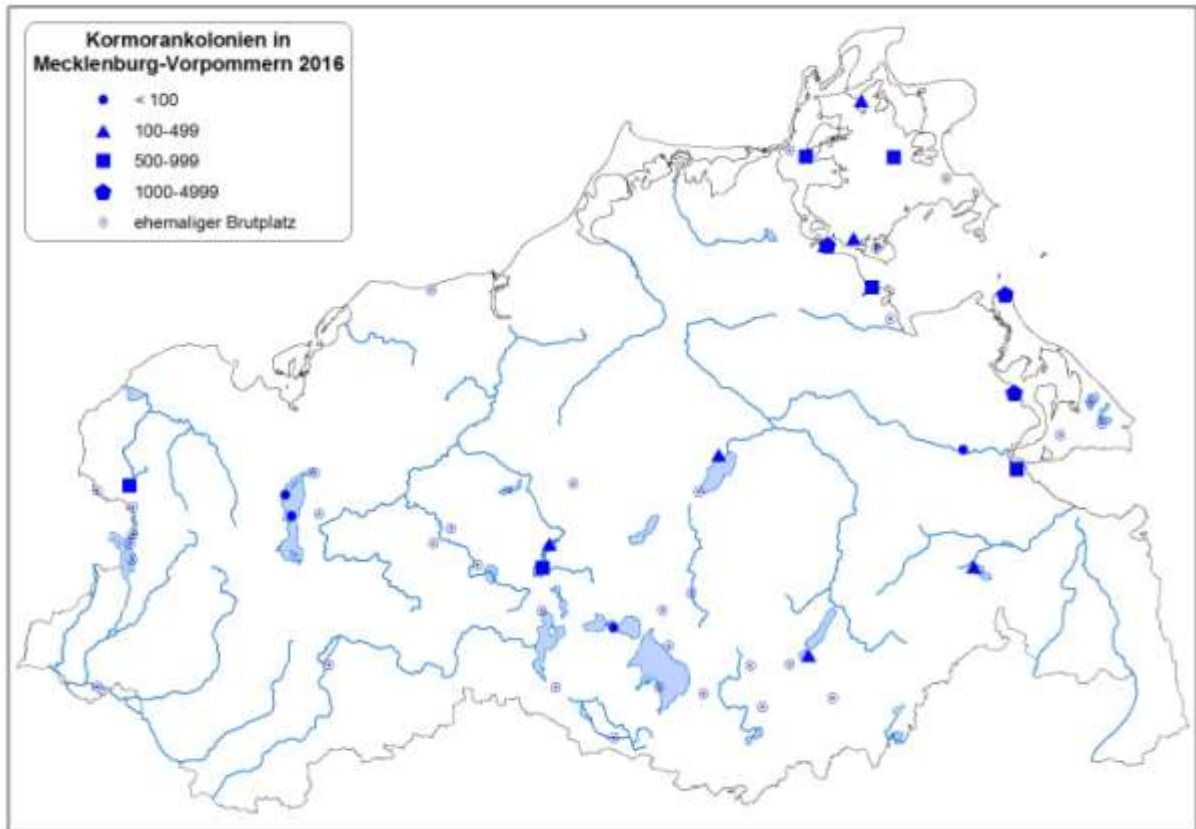 Kormorankolonien in
Mecklenburg-Vorpommern 2016
< 100
100-499
500-999
1000-4999
ehemaliger Brutplatz